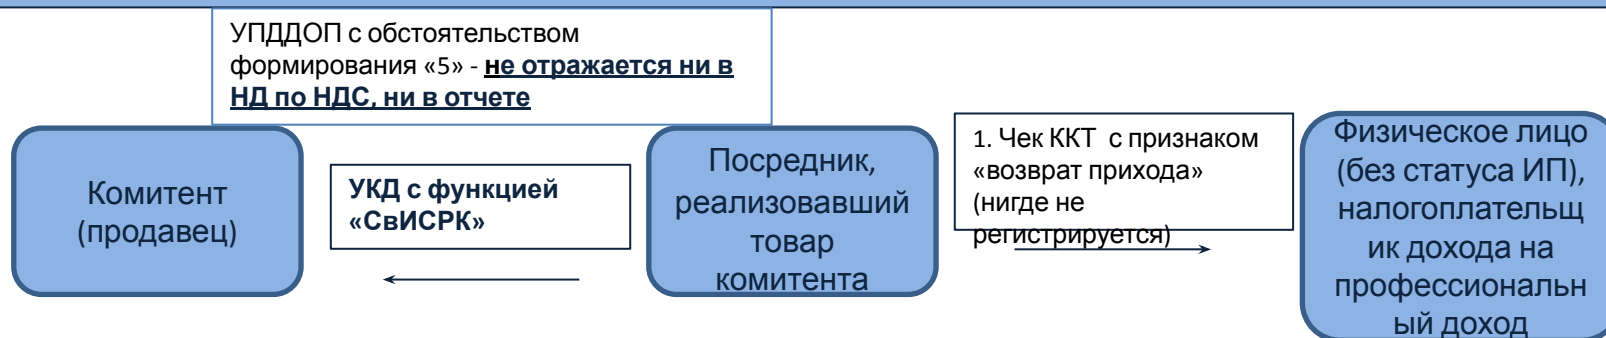 УПДДОП с обстоятельством
формирования «5» - не отражается ни в
НД по НДС, ни в отчете
Комитент
(продавец)
УКД с функцией
«СвИСРК»
Посредник,
реализовавший
товар
комитента
1. Чек ККТ с признаком
«возврат прихода»
(нигде не
регистрируется)
Физическое лицо
(без статуса ИП),
налогоплательщ
ик дохода на
профессиональн
ый доход